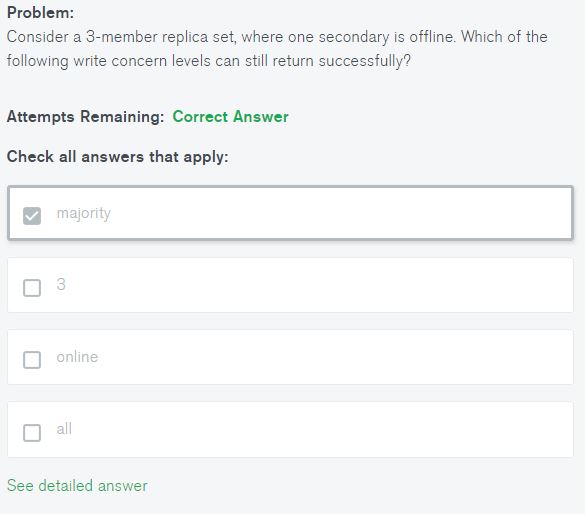 Problem:
Consider a 3-member replica set, where one secondary is offline. Which of the
following write concern levels can still return successfully?
Attempts Remaining: Correct Answer
Check all answers that apply:
majority
3
online
all
See detailed answer